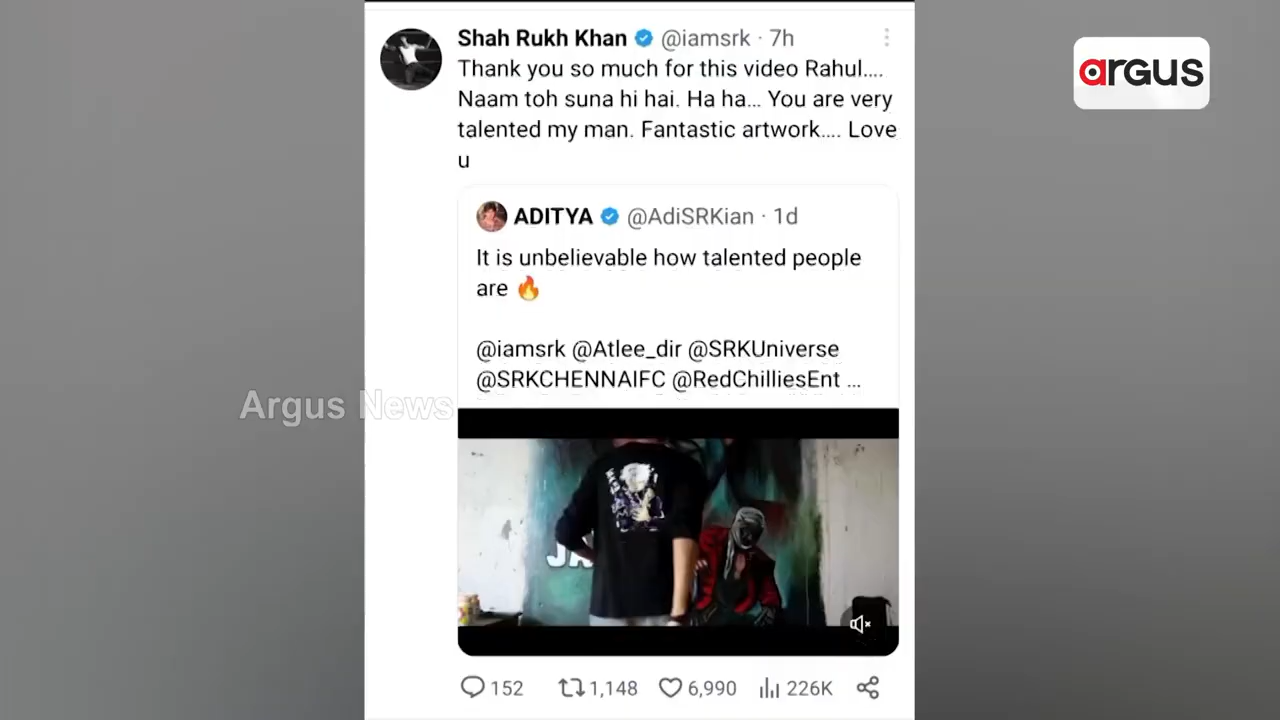 Shah Rukh Khan @iamsrk · 7h
Thank you so much for this video Rahul....
Naam toh suna hi hai. Ha ha... You are very
talented my man. Fantastic artwork.... Love
u
ADITYA @AdiSRKian · 1d
It is unbelievable how talented people
are 🔥
@iamsrk @Atlee_dir @SRKUniverse
@SRKCHENNAIFC @RedChilliesEnt ...
JA
152 1,148 6,990 226K
argus
Argus News